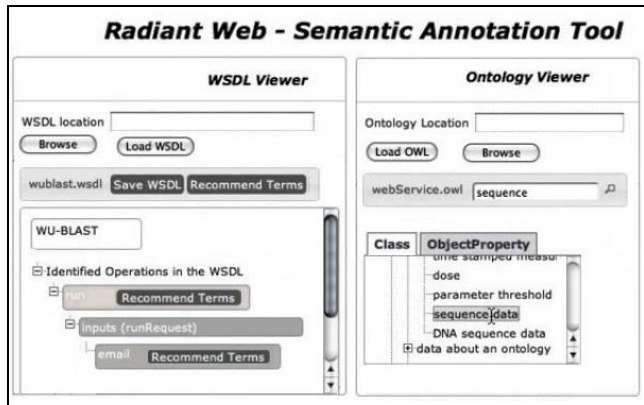 Radiant Web - Semantic Annotation Tool
WSDL Viewer
WSDL location
Browse
Load WSDL
wublast.wsdl
Save WSDL
Recommend Terms
WU-BLAST
Identified Operations in the WSDL
run
Recommend Terms
inputs (runRequest)
email
Recommend Terms
Ontology Viewer
Ontology Location
Load OWL
Browse
webService.owl
sequence
Class
ObjectProperty
time stamped measur
dose
parameter threshold
sequence data
DNA sequence data
data about an ontology